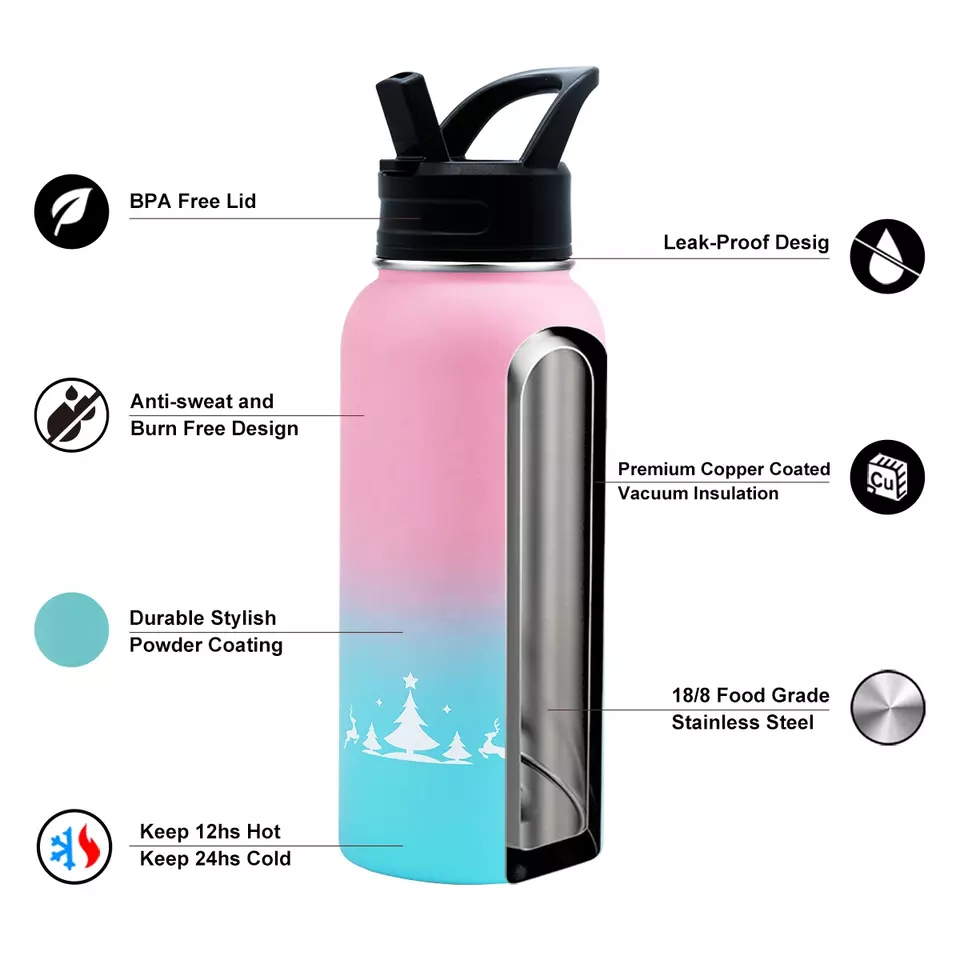 BPA Free Lid
Leak-Proof Desig
Anti-sweat and
Burn Free Design
Premium Copper Coated
Vacuum Insulation
Cu
Durable Stylish
Powder Coating
18/8 Food Grade
Stainless Steel
Keep 12hs Hot
Keep 24hs Cold